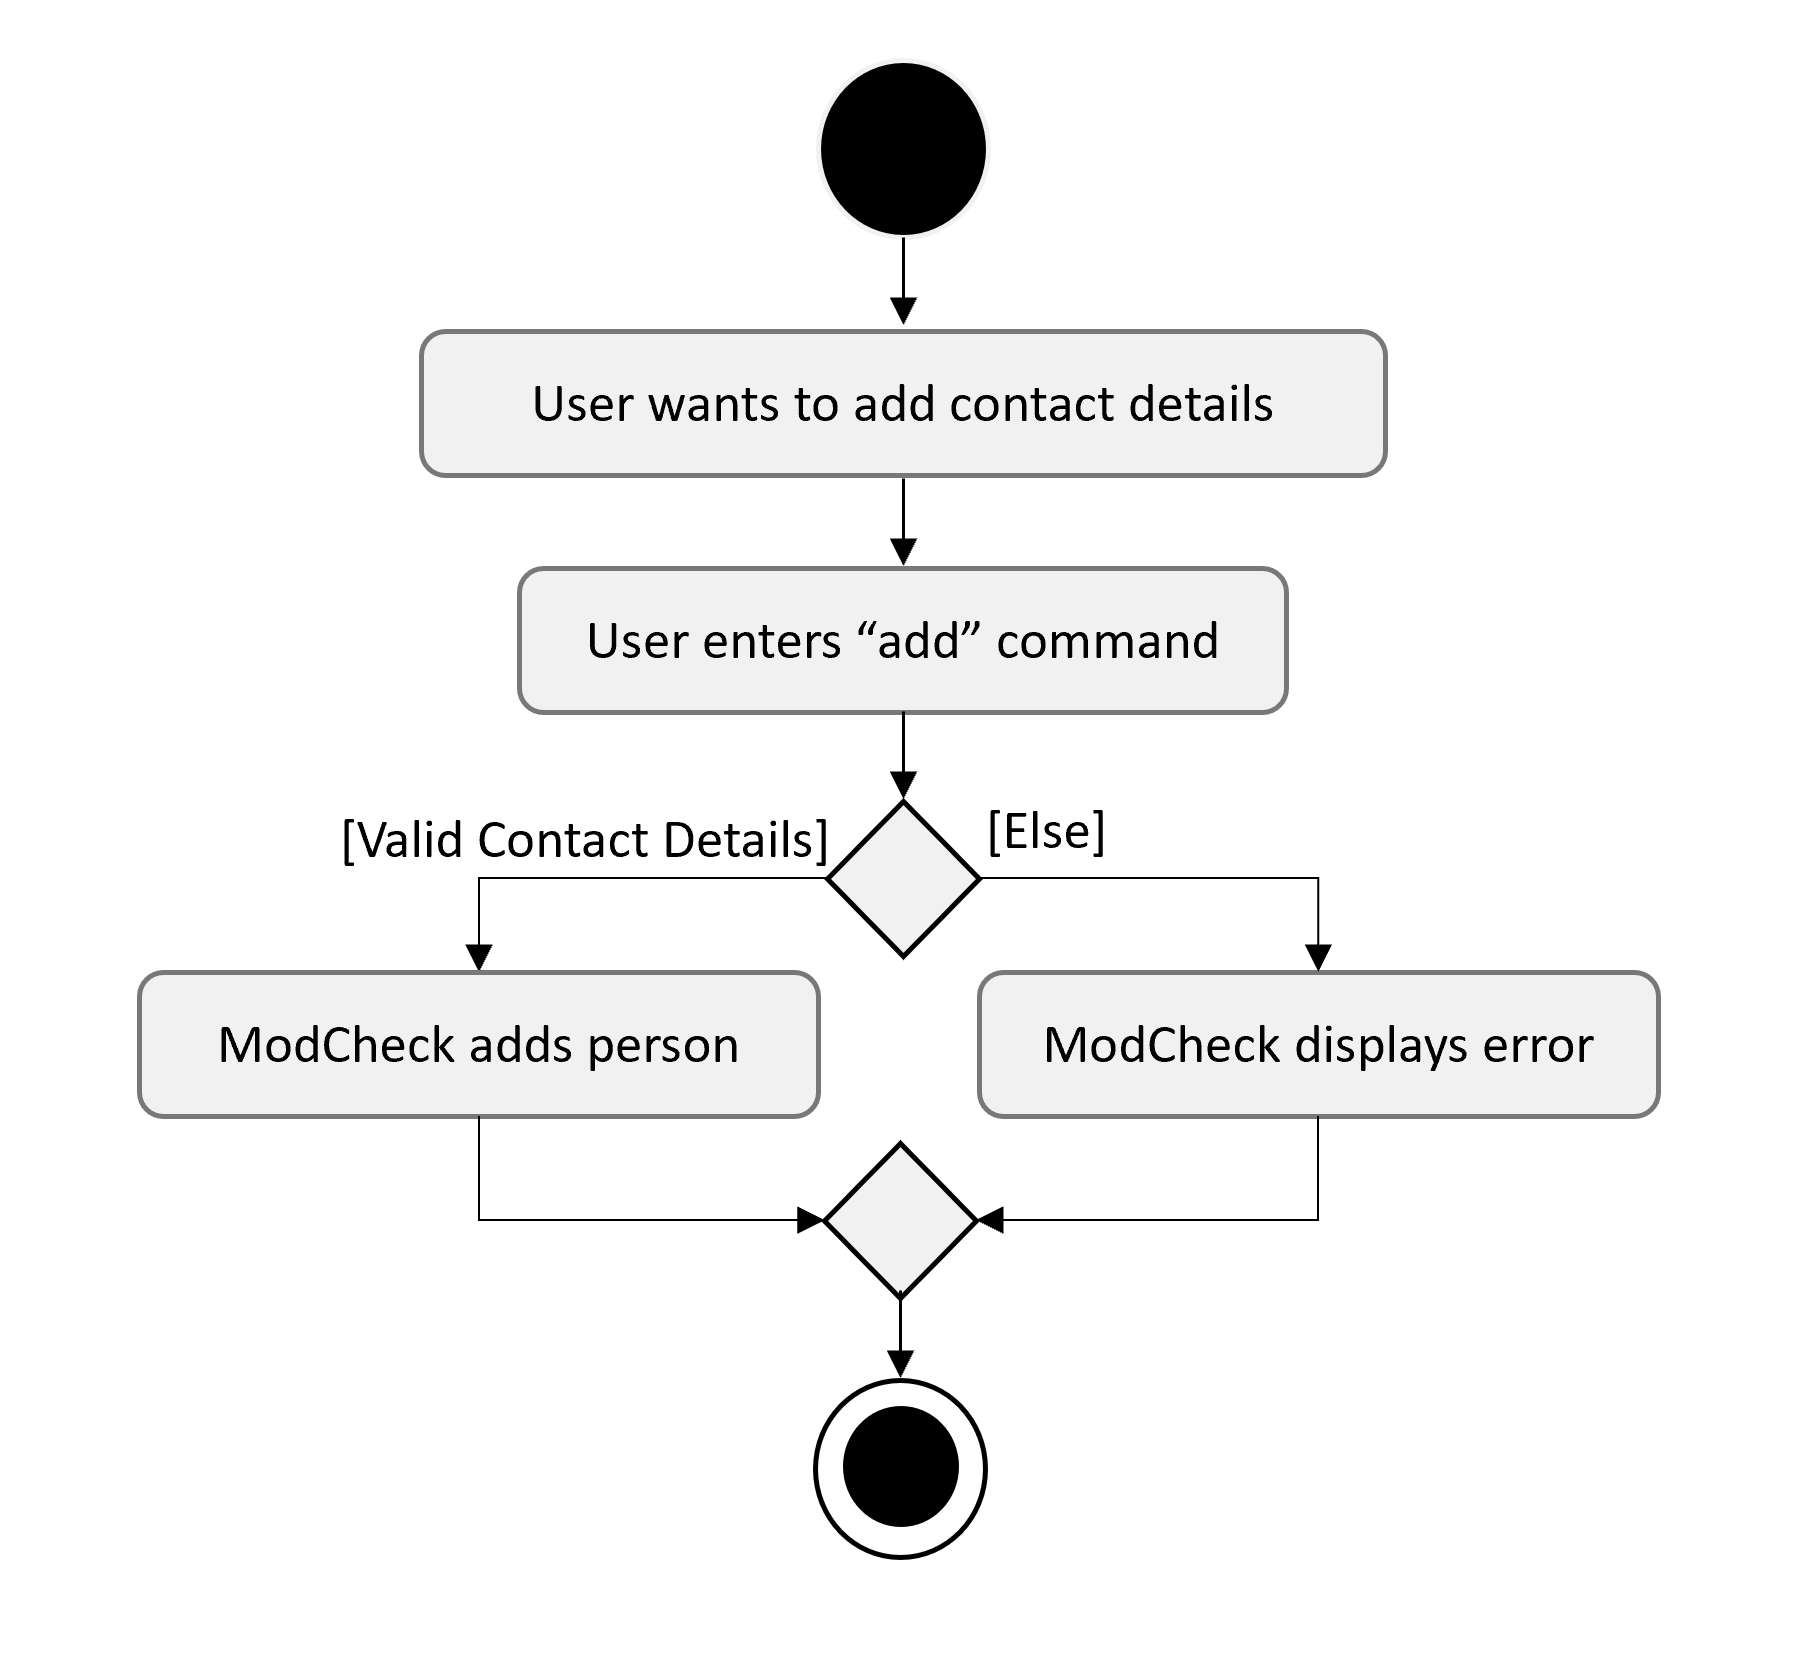 User wants to add contact details
User enters “add” command
[Valid Contact Details]
[Else]
ModCheck adds person
ModCheck displays error